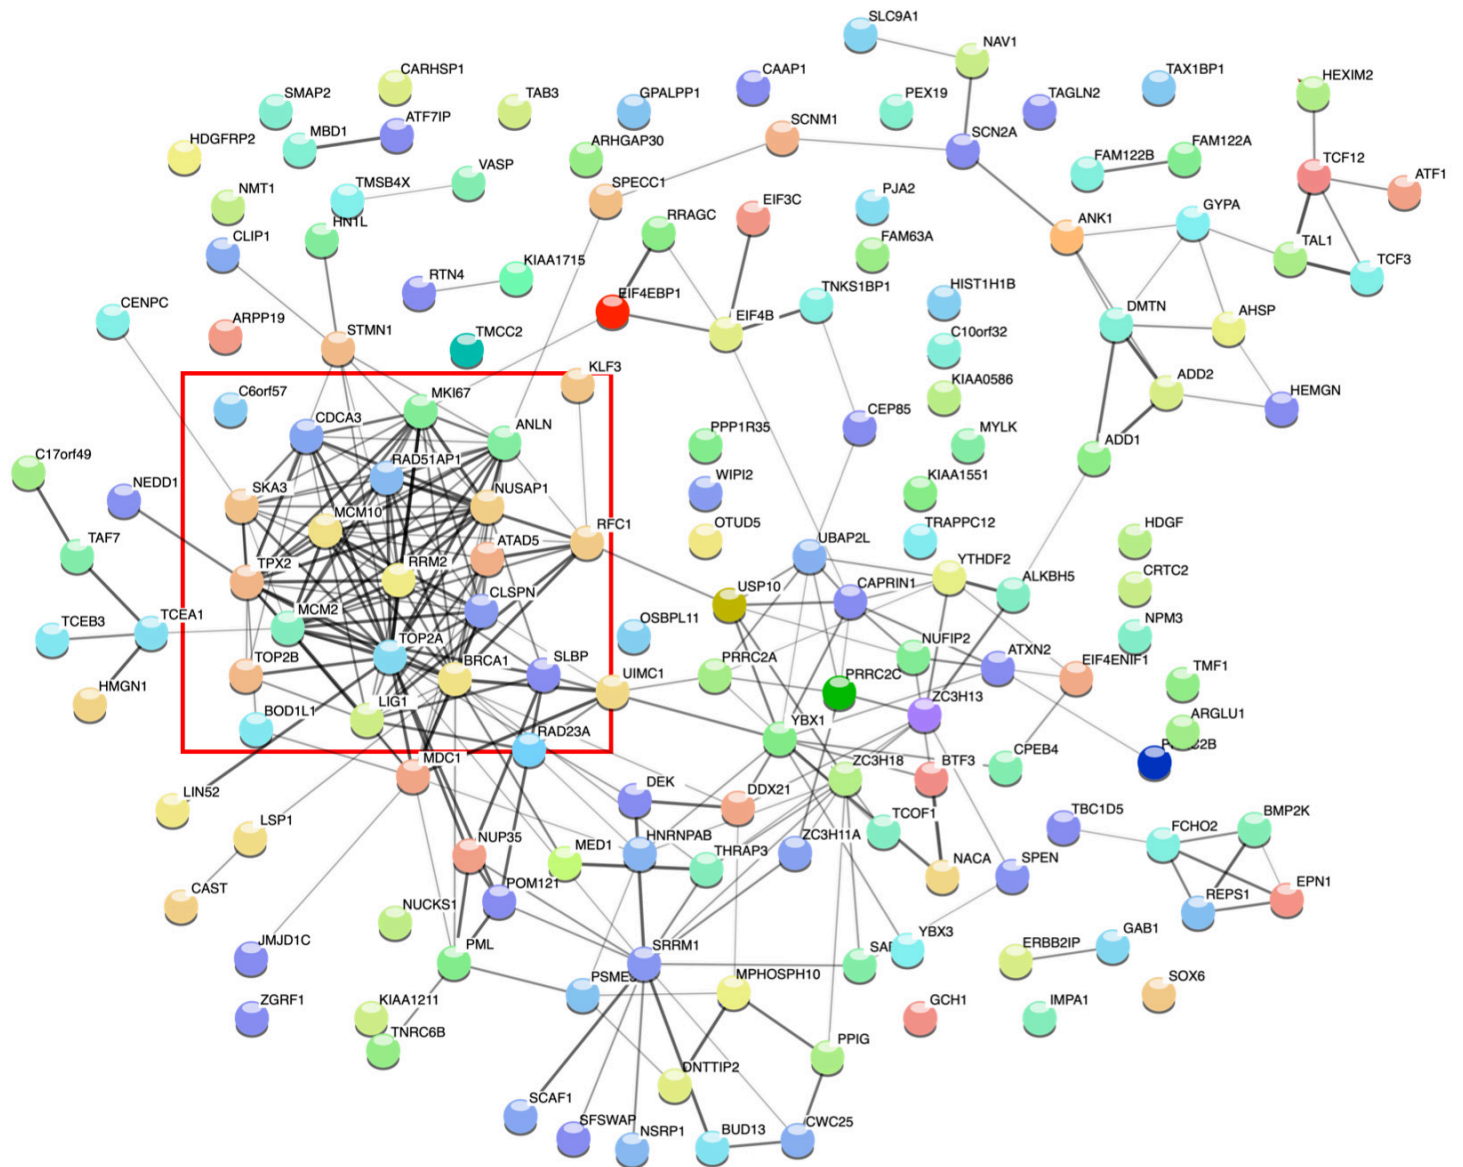 SLC9A1
NAV1
CARHSP1
CAAP1
TAX1BP1
HEXIM2
SMAP2
TAB3
GPALPP1
PEX19
TAGLN2
ATF7IP
MBD1
SCNM1
SCN2A
HDGFRP2
ARHGAP30
FAM122B
FAM122A
TCF12
ATF1
VASP
TMSB4X
NMT1
SPECC1
PJA2
EIF3C
RRAGC
HN1L
CLIP1
ANK1
GYPA
TAL1
TCF3
FAM63A
KIAA1715
RTN4
CENPC
EIF4EBP1
TNKS1BP1
HIST1H1B
EIF4B
DMTN
AHSP
ARPP19
STMN1
TMCC2
C10orf32
KLF3
C6orf57
MKI67
KIAA0586
ADD2
HEMGN
CDCA3
ANLN
CEP85
PPP1R35
MYLK
ADD1
C17orf49
RAD51AP1
NEDD1
SKA3
NUSAP1
WIPI2
KIAA1551
MCM10
TAF7
ATAD5
RFC1
OTUD5
TRAPPC12
HDGF
UBAP2L
TPX2
RRM2
YTHDF2
ALKBH5
CRTC2
CLSPN
USP10
CAPRIN1
TCEB3
TCEA1
MCM2
OSBPL11
NPM3
TOP2A
NUFIP2
TOP2B
BRCA1
SLBP
UIMC1
PRRC2A
PRRC2C
ATXN2
EIF4ENIF1
TMF1
HMGN1
BOD1L1
LIG1
ZC3H13
ARGLU1
RAD23A
YBX1
MDC1
ZC3H18
BTF3
CPEB4
LIN52
DEK
DDX21
LSP1
NUP35
MED1
HNRNPAB
THRAP3
ZC3H11A
TCOF1
TBC1D5
FCHO2
BMP2K
CAST
POM121
NACA
SPEN
REPS1
EPN1
NUCKS1
JMJD1C
PML
SRRM1
YBX3
ERBB2IP
GAB1
MPHOSPH10
SOX6
ZGRF1
KIAA1211
TNRC6B
GCH1
IMPA1
PPIG
DNTTIP2
SCAF1
SFSWAP
NSRP1
BUD13
CWC25